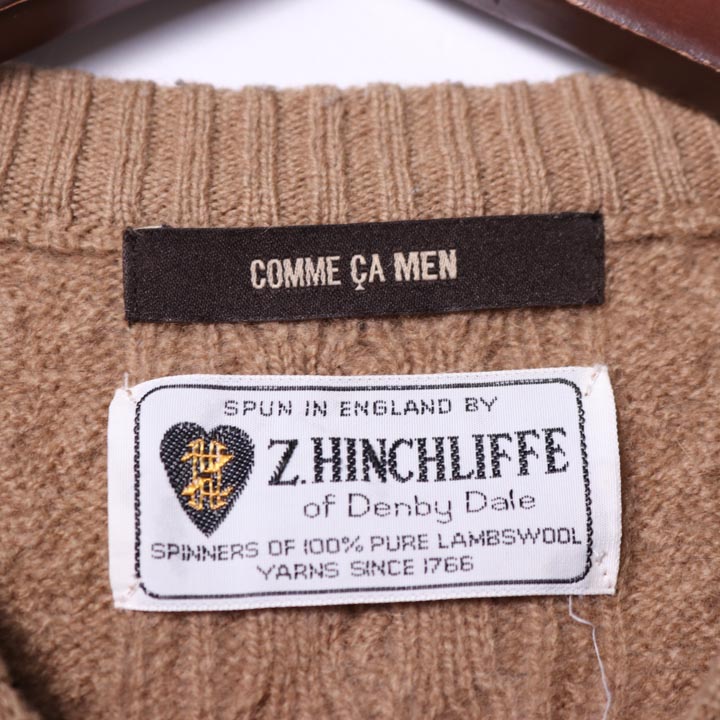 COMME ÇA MEN
SPUN IN ENGLAND BY
Z.HINCHLIFFE
of Denby Dale
SPINNERS OF 100% PURE LAMBSWOOL
YARNS SINCE 1766